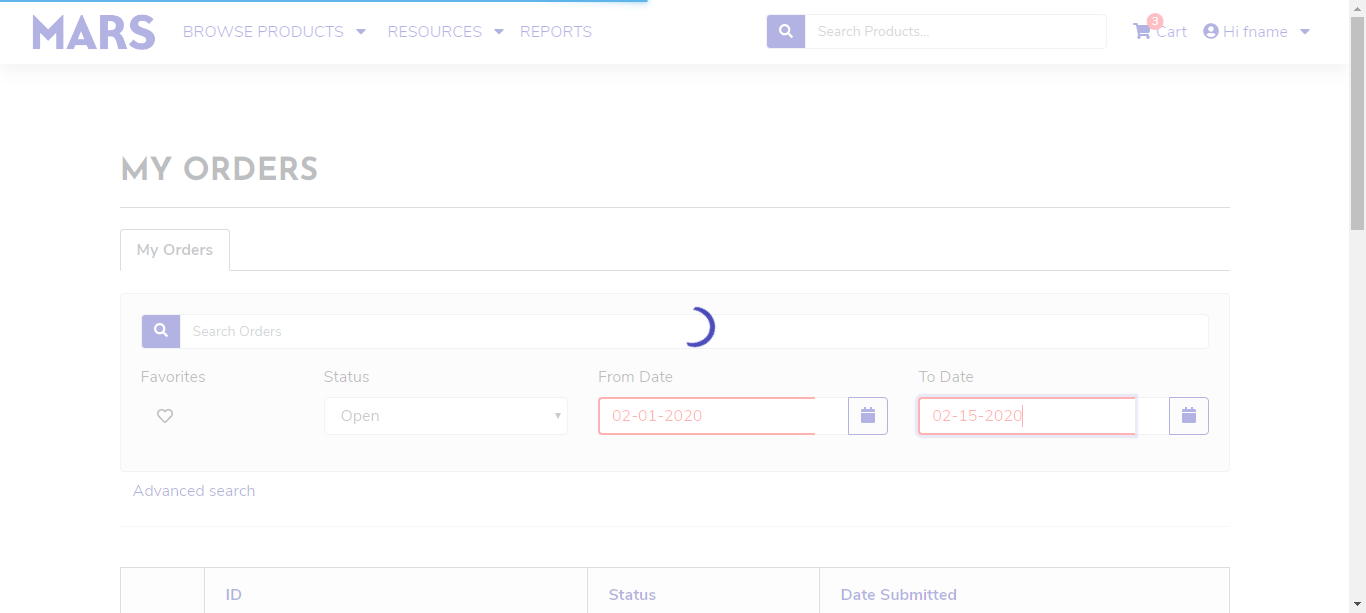 MARS BROWSE PRODUCTS RESOURCES REPORTS Search Products... 3 Cart Hi fname
MY ORDERS
My Orders
Search Orders
Favorites Status From Date To Date
Open 02-01-2020 02-15-2020
Advanced search
ID Status Date Submitted